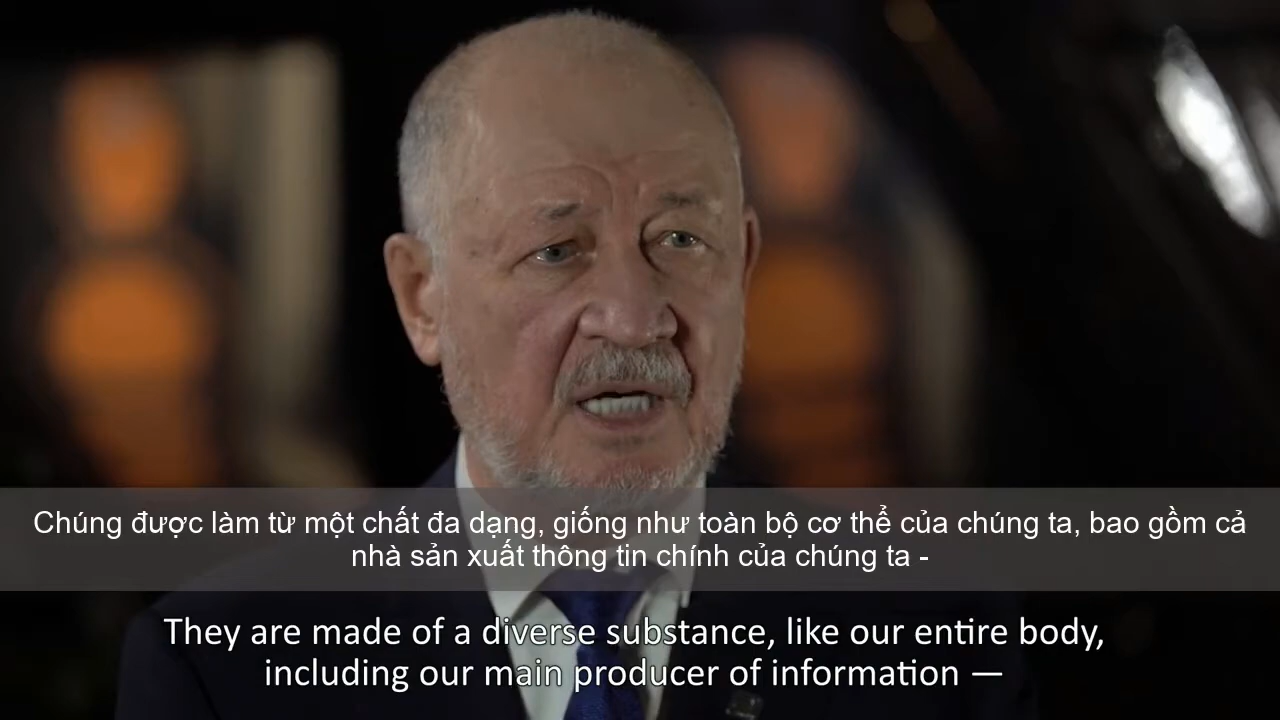 Chúng được làm từ một chất đa dạng, giống như toàn bộ cơ thể của chúng ta, bao gồm cả
nhà sản xuất thông tin chính của chúng ta -
They are made of a diverse substance, like our entire body,
including our main producer of information —